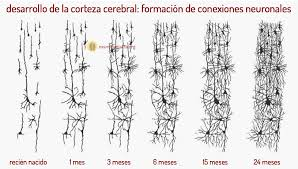 desarrollo de la corteza cerebral: formación de conexiones neuronales
recién nacido 1 mes 3 meses 6 meses 15 meses 24 meses